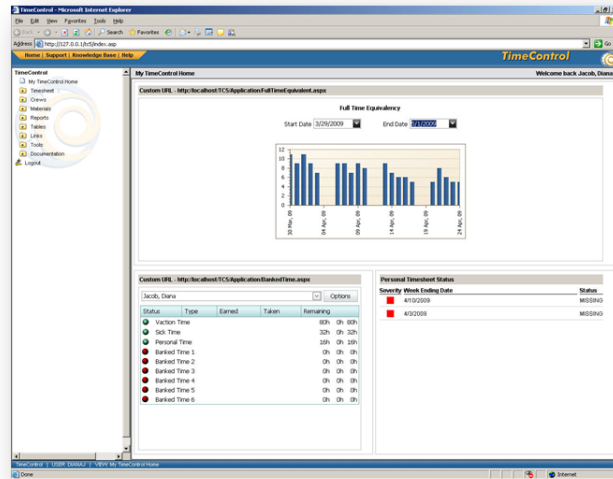 TimeControl - Microsoft Internet Explorer
File Edit View Favorites Tools Help
Back Search Favorites
Address http://127.0.0.1/tc5/index.asp Go
Home | Support | Knowledge Base | Help
TimeControl
TimeControl
My TimeControl Home
Welcome back Jacob, Diana
My TimeControl Home
Timesheet
Crews
Materials
Reports
Tables
Links
Tools
Documentation
Logout
Custom URL - http://localhost/TC5/Application/FullTimeEquivalent.aspx
Full Time Equivalency
Start Date 3/29/2009 End Date 5/1/2009
12
10
8
6
4
2
0
30 Mar, 09
04 Apr, 09
09 Apr, 09
14 Apr, 09
19 Apr, 09
24 Apr, 09
Custom URL - http://localhost/TC5/Application/BankedTime.aspx
Jacob, Diana Options
Status Type Earned Taken Remaining
Vaction Time 80h 0h 80h
Sick Time 32h 0h 32h
Personal Time 16h 0h 16h
Banked Time 1 0h 0h 0h
Banked Time 2 0h 0h 0h
Banked Time 3 0h 0h 0h
Banked Time 4 0h 0h 0h
Banked Time 5 0h 0h 0h
Banked Time 6 0h 0h 0h
Personal Timesheet Status
Severity Week Ending Date Status
4/10/2009 MISSING
4/3/2009 MISSING
TimeControl | USER: DIANAJ | VIEW: My TimeControl Home
Done Internet